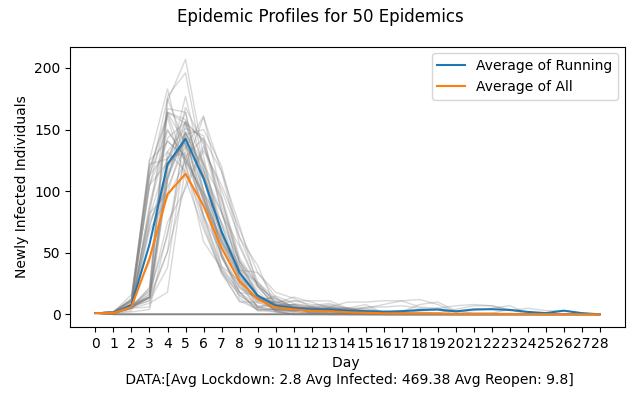 Epidemic Profiles for 50 Epidemics
Average of Running
Average of All
Newly Infected Individuals
200
150
100
50
0
0 1 2 3 4 5 6 7 8 9 10 11 12 13 14 15 16 17 18 19 20 21 22 23 24 25 26 27 28
Day
DATA:[Avg Lockdown: 2.8 Avg Infected: 469.38 Avg Reopen: 9.8]